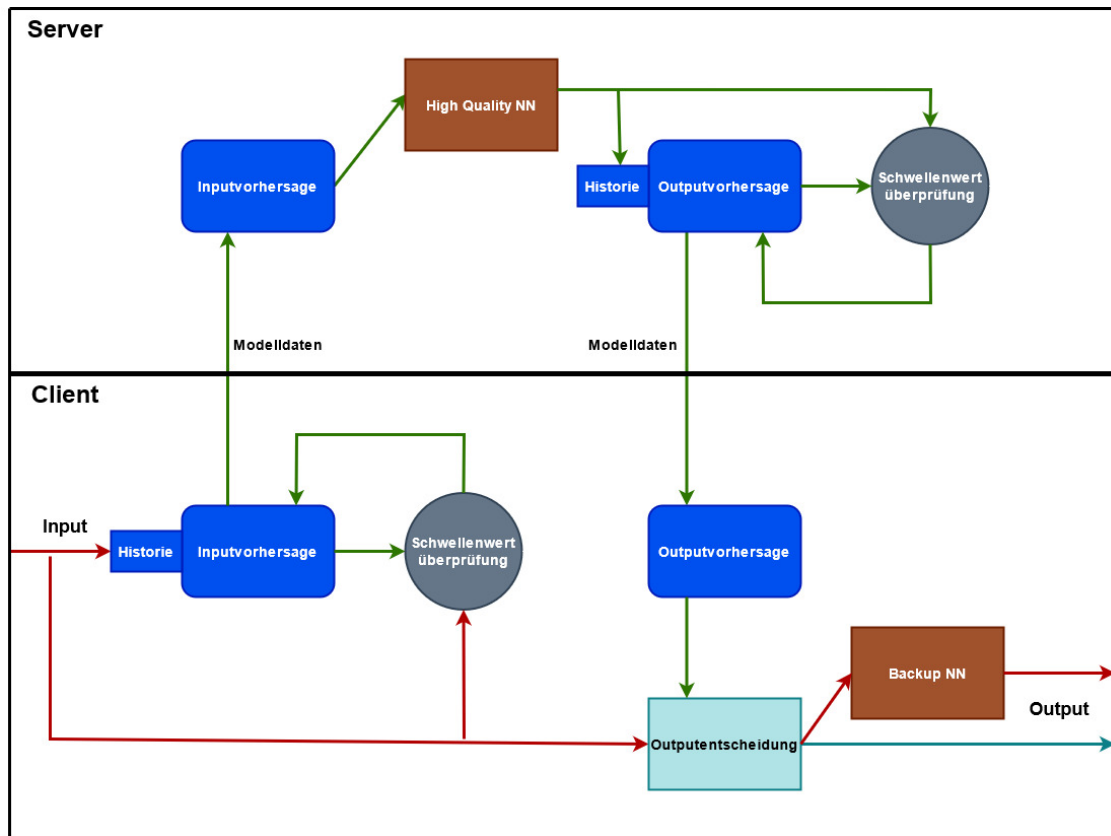 Server
High Quality NN
Inputvorhersage
Historie
Outputvorhersage
Schwellenwert
überprüfung
Modelldaten
Modelldaten
Client
Input
Historie
Inputvorhersage
Schwellenwert
überprüfung
Outputvorhersage
Backup NN
Output
Outputentscheidung